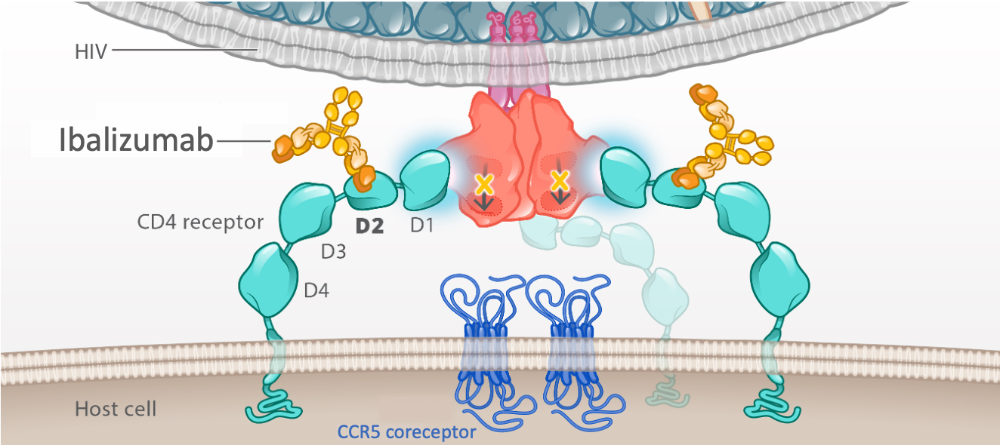 HIV
Ibalizumab
CD4 receptor
D2
D1
D3
D4
Host cell
CCR5 coreceptor